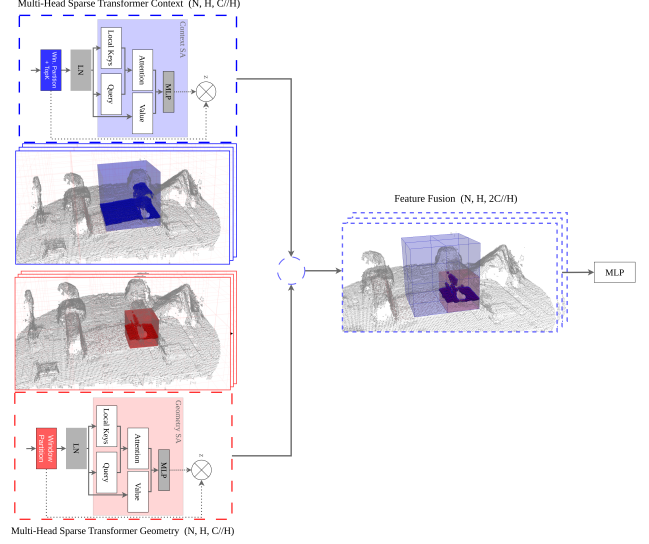 Multi-Head Sparse Transformer Context (N, H, C//H)
Win. Partition
+ TopK
LN
Local Keys
Query
Attention
Value
MLP
Context SA
z
Feature Fusion (N, H, 2C//H)
MLP
Window
Partition
LN
Local Keys
Query
Attention
Value
MLP
Geometry SA
z
Multi-Head Sparse Transformer Geometry (N, H, C//H)